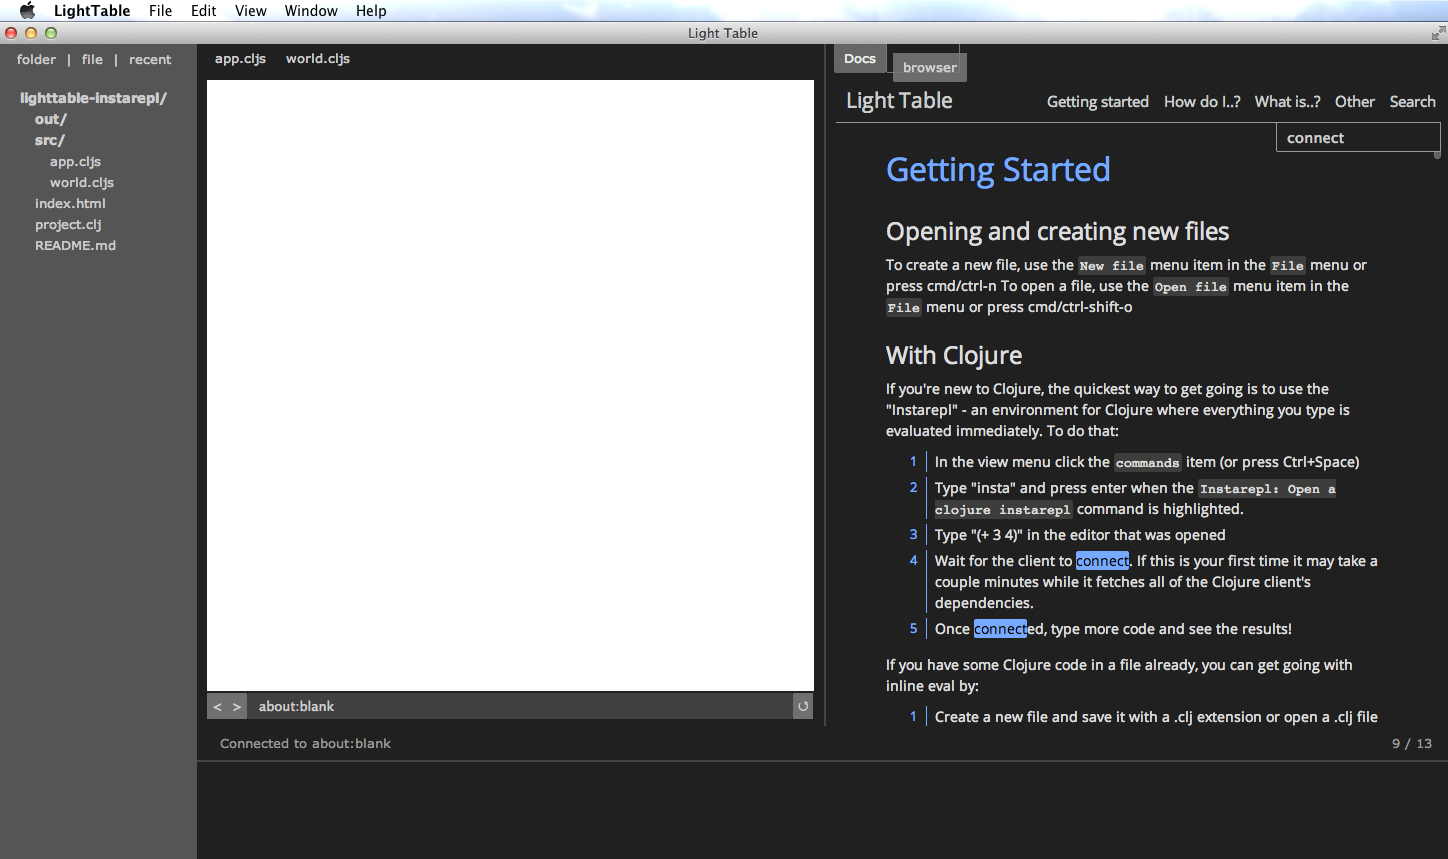 LightTable File Edit View Window Help
Light Table
folder | file | recent
lighttable-instarepl/
out/
src/
app.cljs
world.cljs
index.html
project.clj
README.md
app.cljs world.cljs
< > about:blank ↺
Docs browser
Light Table Getting started How do I..? What is..? Other Search
connect
Getting Started
Opening and creating new files
To create a new file, use the New file menu item in the File menu or
press cmd/ctrl-n To open a file, use the Open file menu item in the
File menu or press cmd/ctrl-shift-o
With Clojure
If you're new to Clojure, the quickest way to get going is to use the
"Instarepl" - an environment for Clojure where everything you type is
evaluated immediately. To do that:
1 In the view menu click the commands item (or press Ctrl+Space)
2 Type "insta" and press enter when the Instarepl: Open a
clojure instarepl command is highlighted.
3 Type "(+ 3 4)" in the editor that was opened
4 Wait for the client to connect. If this is your first time it may take a
couple minutes while it fetches all of the Clojure client's
dependencies.
5 Once connected, type more code and see the results!
If you have some Clojure code in a file already, you can get going with
inline eval by:
1 Create a new file and save it with a .clj extension or open a .clj file
Connected to about:blank 9 / 13